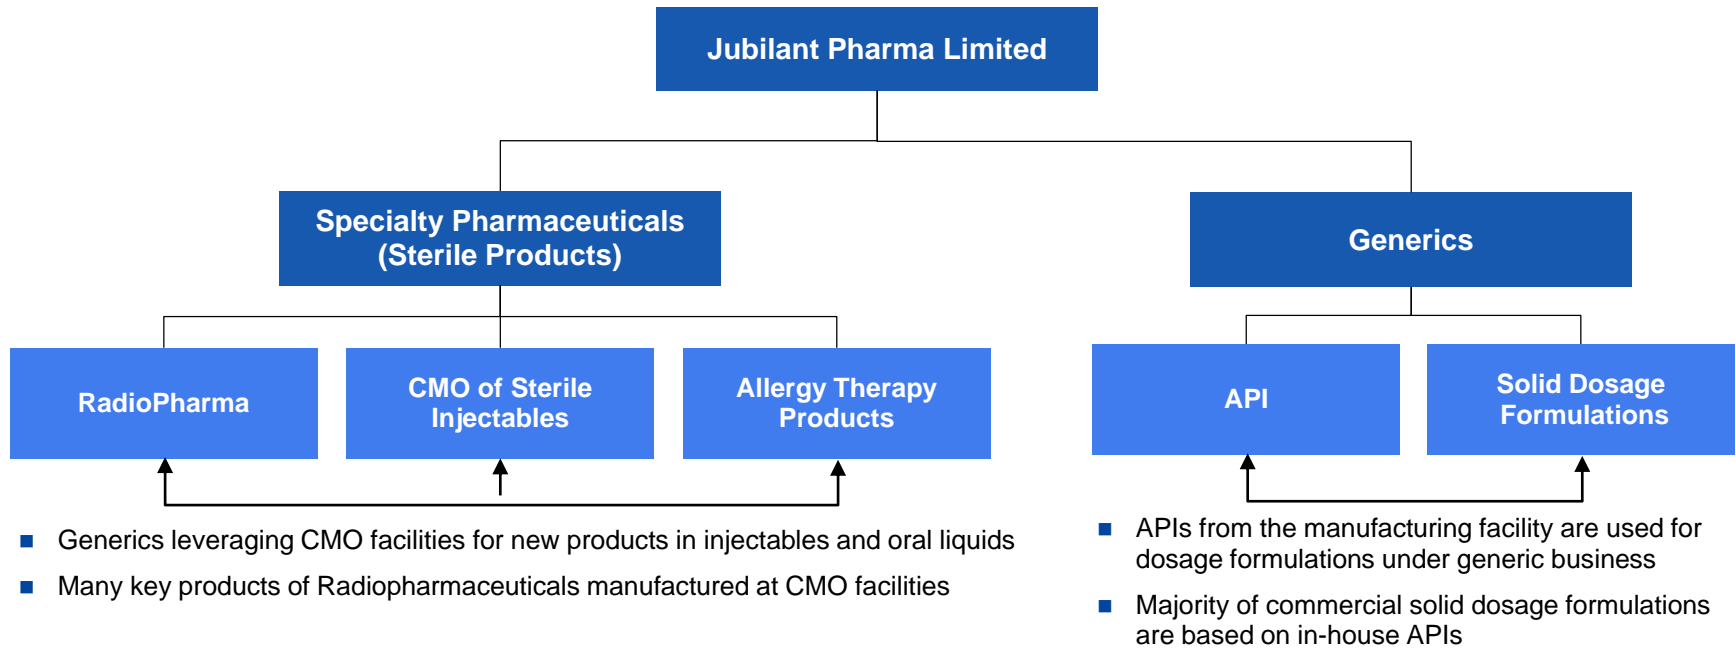 Jubilant Pharma Limited
Specialty Pharmaceuticals
(Sterile Products)
Generics
RadioPharma
CMO of Sterile
Injectables
Allergy Therapy
Products
API
Solid Dosage
Formulations
Generics leveraging CMO facilities for new products in injectables and oral liquids
Many key products of Radiopharmaceuticals manufactured at CMO facilities
APIs from the manufacturing facility are used for
dosage formulations under generic business
Majority of commercial solid dosage formulations
are based on in-house APIs